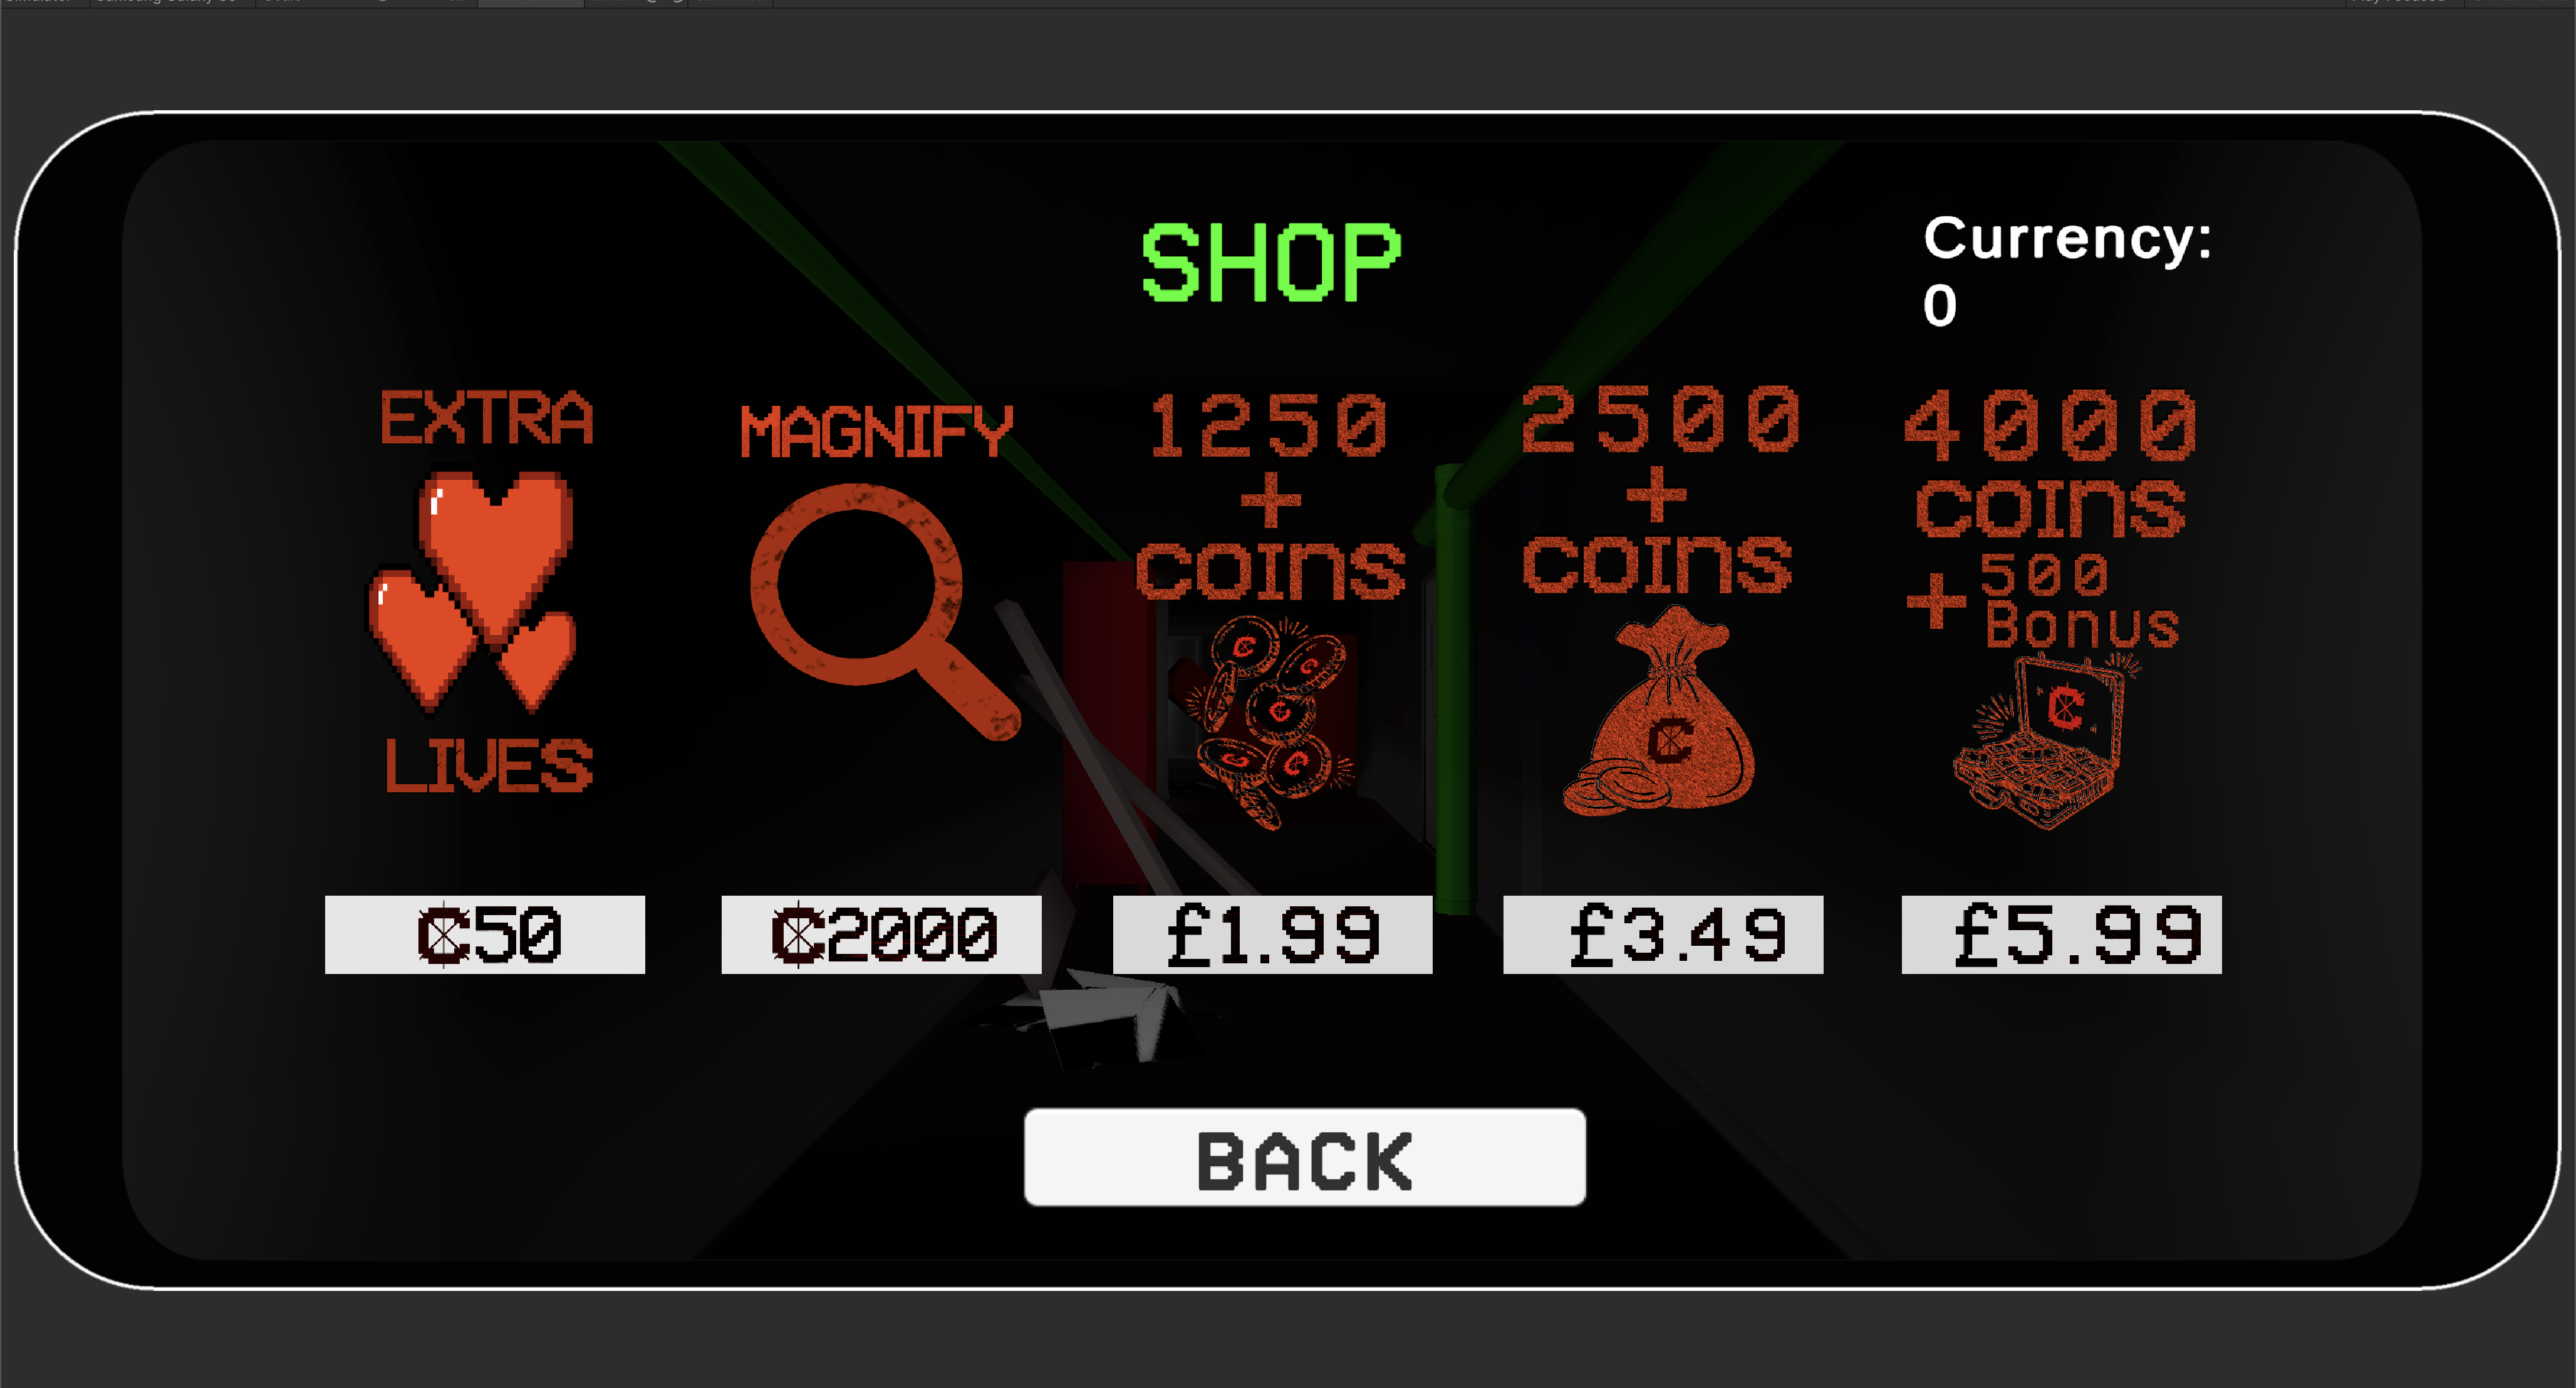 SHOP
Currency:
0
EXTRA
LIVES
MAGNIFY
1250
+
coins
2500
+
coins
4000
coins
+ 500
Bonus
₵50
₵2000
£1.99
£3.49
£5.99
BACK